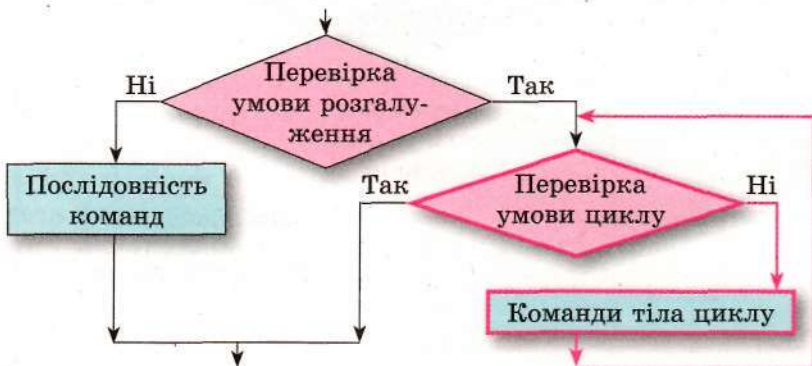 Перевірка
умови розгалу-
ження
Ні
Так
Послідовність
команд
Так
Перевірка
умови циклу
Ні
Команди тіла циклу